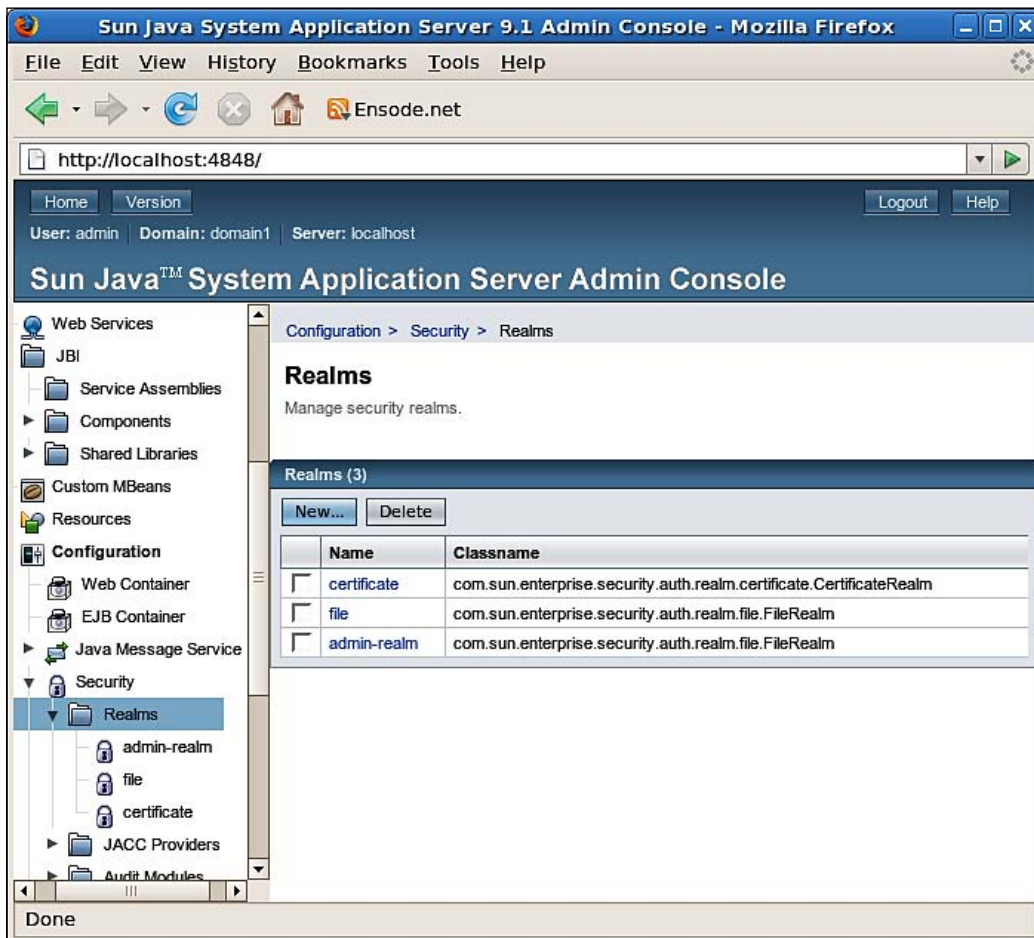 Sun Java System Application Server 9.1 Admin Console - Mozilla Firefox
File Edit View History Bookmarks Tools Help
Ensode.net
http://localhost:4848/
Home Version Logout Help
User: admin Domain: domain1 Server: localhost
Sun Java™ System Application Server Admin Console
Web Services
JBI
Service Assemblies
Components
Shared Libraries
Custom MBeans
Resources
Configuration
Web Container
EJB Container
Java Message Service
Security
Realms
admin-realm
file
certificate
JACC Providers
Audit Modules
Configuration > Security > Realms
Realms
Manage security realms.
Realms (3)
New... Delete
Name Classname
certificate com.sun.enterprise.security.auth.realm.certificate.CertificateRealm
file com.sun.enterprise.security.auth.realm.file.FileRealm
admin-realm com.sun.enterprise.security.auth.realm.file.FileRealm
Done